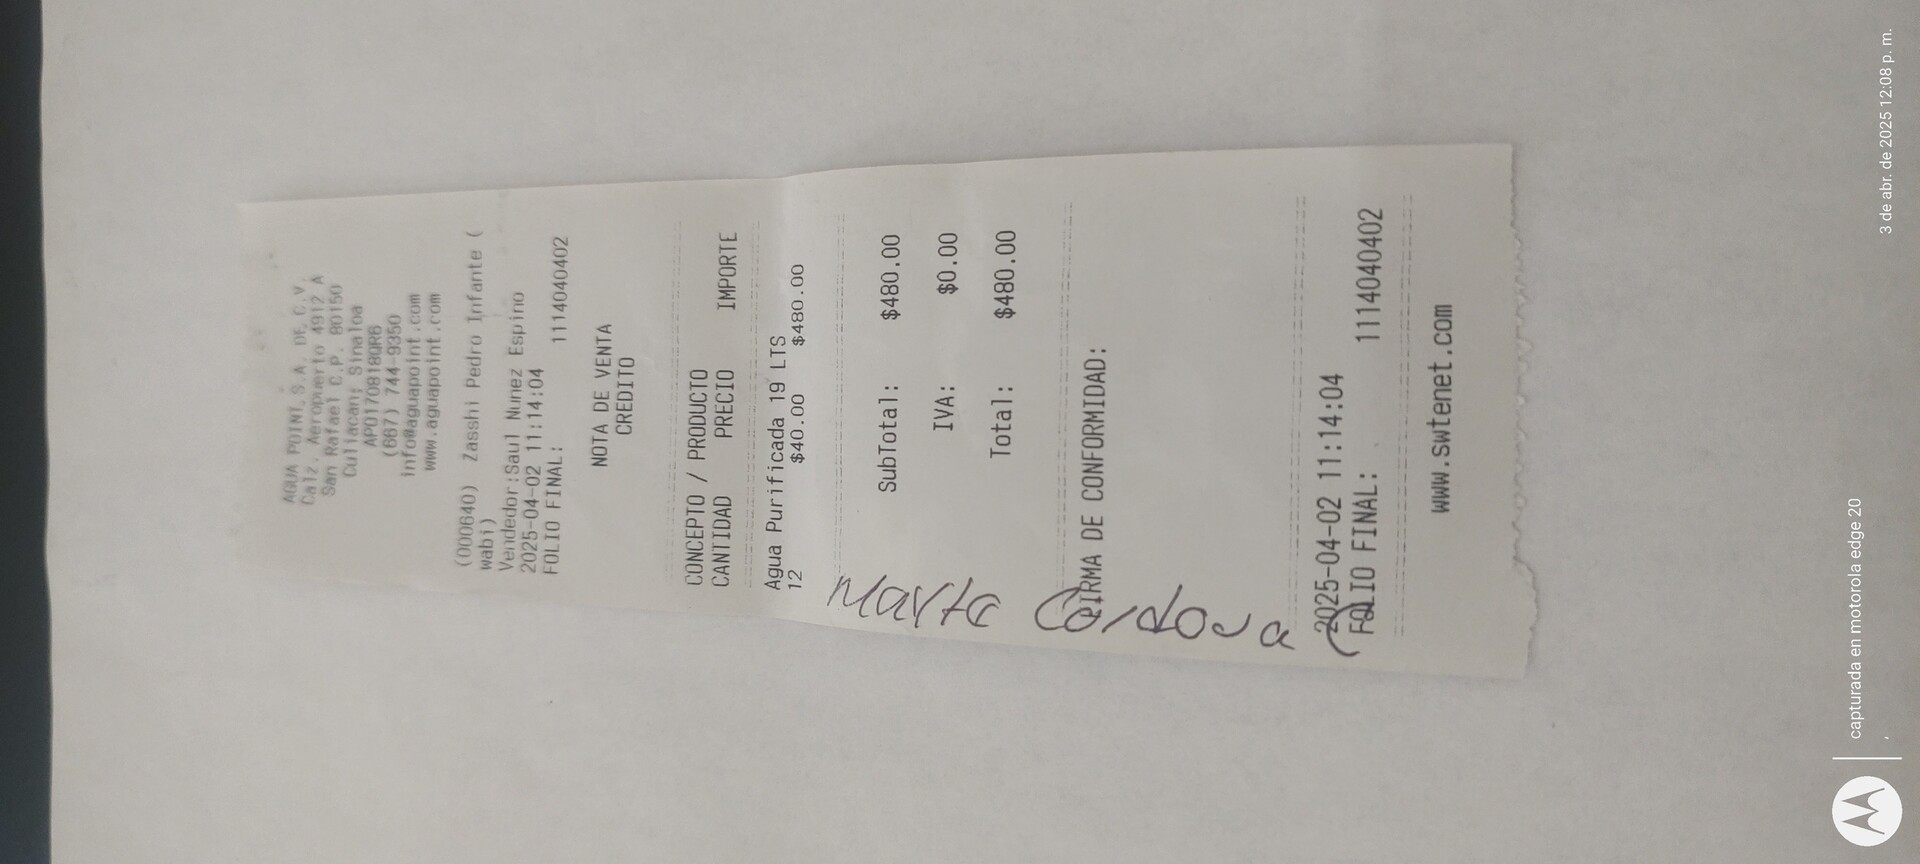 AGUA POINT,S.A. DE C.V.
Calz. Aeropuerto 4912 A
San Rafael C.P. 80150
Culiacan; Sinaloa
APO170818QR6
(667) 744-9350
info@aguapoint.com
www.aguapoint.com
(000640) Zasshi Pedro Infante (
wabi)
Vendedor:Saul Nunez Espino
2025-04-02 11:14:04
FOLIO FINAL: 1114040402
NOTA DE VENTA
CREDITO
CONCEPTO / PRODUCTO
CANTIDAD PRECIO IMPORTE
Agua Purificada 19 LTS
12 $40.00 $480.00
SubTotal: $480.00
IVA: $0.00
Total: $480.00
Marta Cordova
FIRMA DE CONFORMIDAD:
2025-04-02 11:14:04
FOLIO FINAL: 1114040402
www.swtenet.com
capturada en motorola edge 20
3 de abr. de 2025 12:08 p. m.